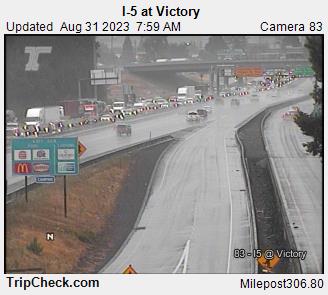 I-5 at Victory
Updated  Aug 31 2023  7:59 AM
Camera 83
T
N
83 - I5 @ Victory
TripCheck.com
Milepost306.80